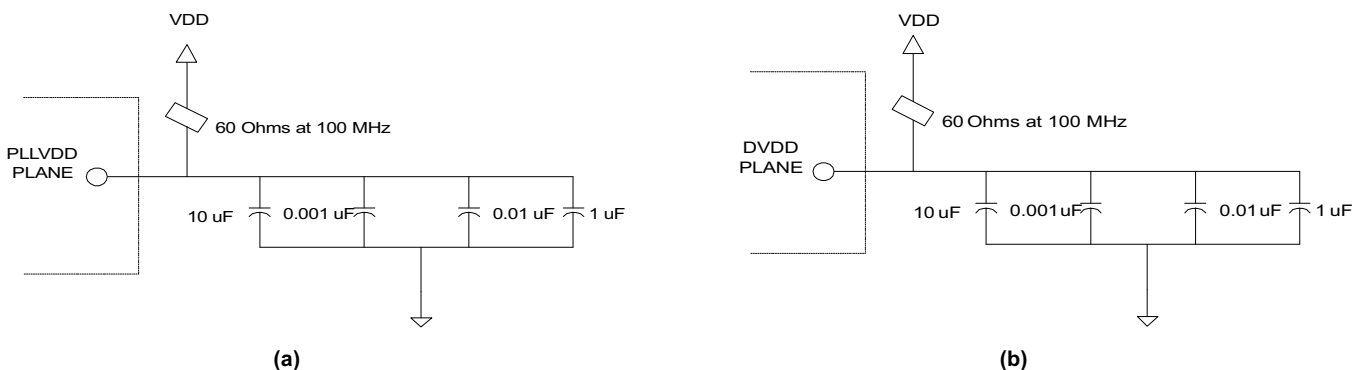 VDD
60 Ohms at 100 MHz
PLLVDD
PLANE
10 uF
0.001 uF
0.01 uF
1 uF
(a)
VDD
60 Ohms at 100 MHz
DVDD
PLANE
10 uF
0.001 uF
0.01 uF
1 uF
(b)